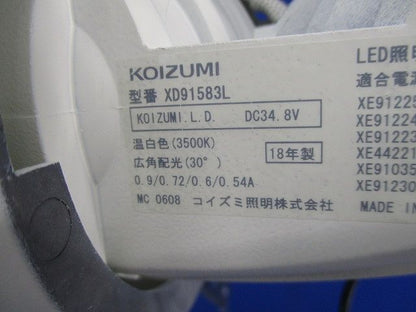 KOIZUMI
型番 XD91583L
KOIZUMI.L.D. DC34.8V
温白色(3500K)
広角配光(30°)
18年製
0.9/0.72/0.6/0.54A
MC 0608 コイズミ照明株式会社
LED照明
適合電源
XE9122
XE91224
XE91223
XE44221
XE91035
XE91230
MADE IN